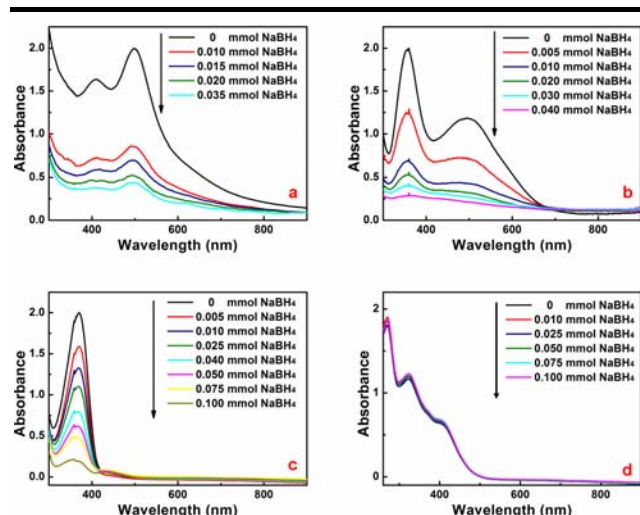 2.0
1.5
1.0
0.5
0.0
Absorbance
0 mmol NaBH₄
0.010 mmol NaBH₄
0.015 mmol NaBH₄
0.020 mmol NaBH₄
0.035 mmol NaBH₄
a
400 600 800
Wavelength (nm)
2.0
1.5
1.0
0.5
0.0
Absorbance
0 mmol NaBH₄
0.005 mmol NaBH₄
0.010 mmol NaBH₄
0.020 mmol NaBH₄
0.030 mmol NaBH₄
0.040 mmol NaBH₄
b
400 600 800
Wavelength (nm)
2.0
1.5
1.0
0.5
0.0
Absorbance
0 mmol NaBH₄
0.005 mmol NaBH₄
0.010 mmol NaBH₄
0.025 mmol NaBH₄
0.040 mmol NaBH₄
0.050 mmol NaBH₄
0.075 mmol NaBH₄
0.100 mmol NaBH₄
c
400 600 800
Wavelength (nm)
2
1
0
Absorbance
0 mmol NaBH₄
0.010 mmol NaBH₄
0.025 mmol NaBH₄
0.050 mmol NaBH₄
0.075 mmol NaBH₄
0.100 mmol NaBH₄
d
400 600 800
Wavelength (nm)